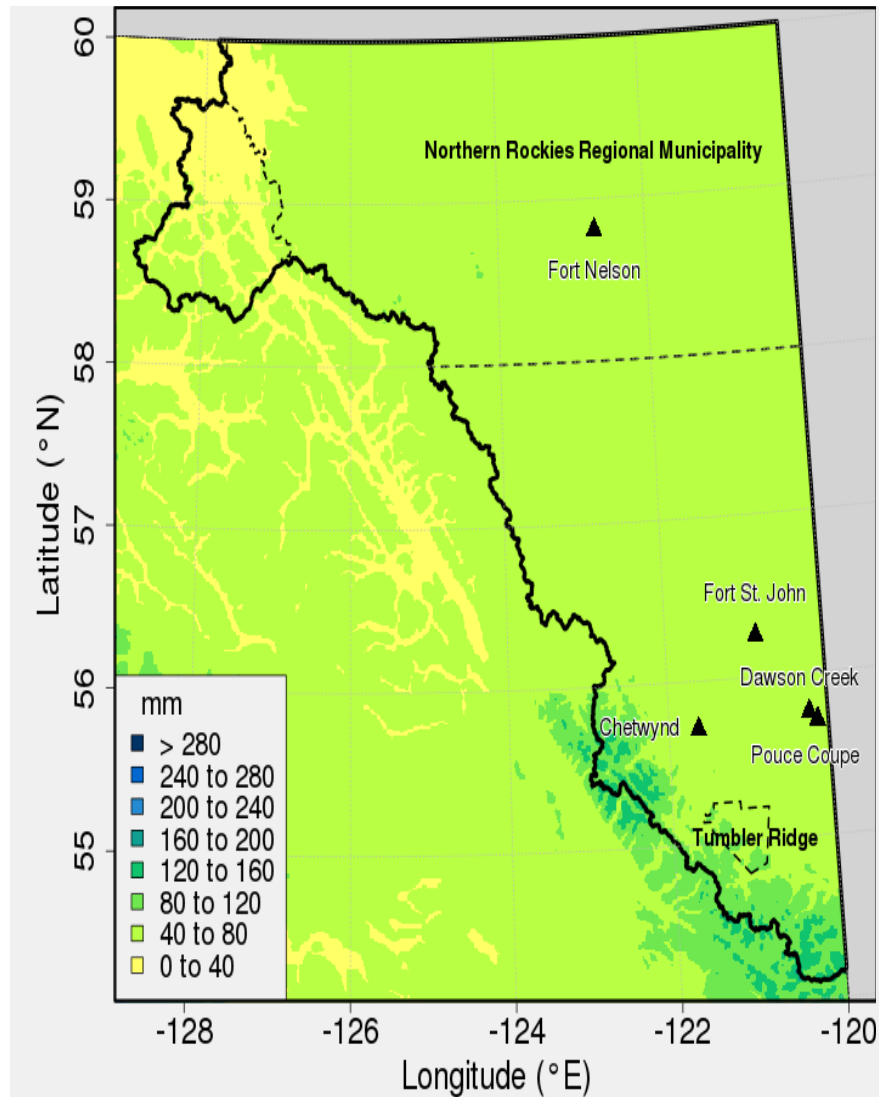 60
59
58
57
56
55
Latitude (°N)
Northern Rockies Regional Municipality
Fort Nelson
Fort St. John
Dawson Creek
Chetwynd
Pouce Coupe
Tumbler Ridge
mm
> 280
240 to 280
200 to 240
160 to 200
120 to 160
80 to 120
40 to 80
0 to 40
-128
-126
-124
-122
-120
Longitude (°E)